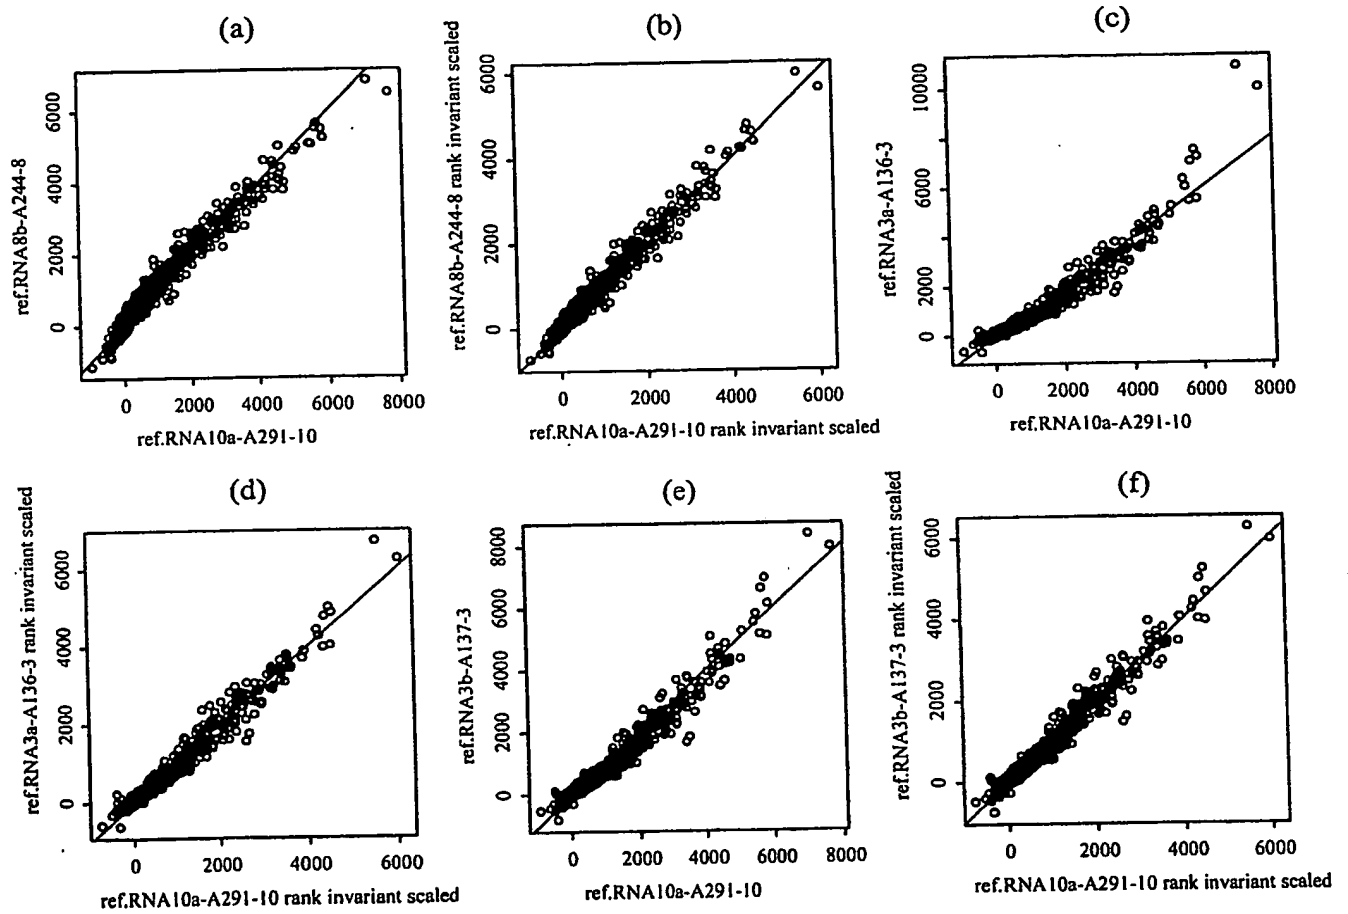 (a)
ref.RNA8b-A244-8
6000
4000
2000
0
0 2000 4000 6000 8000
ref.RNA10a-A291-10
(b)
ref.RNA8b-A244-8 rank invariant scaled
6000
4000
2000
0
0 2000 4000 6000
ref.RNA10a-A291-10 rank invariant scaled
(c)
ref.RNA3a-A136-3
10000
6000
2000
0
0 2000 4000 6000 8000
ref.RNA10a-A291-10
(d)
ref.RNA3a-A136-3 rank invariant scaled
6000
4000
2000
0
0 2000 4000 6000
ref.RNA10a-A291-10 rank invariant scaled
(e)
ref.RNA3b-A137-3
8000
6000
4000
2000
0
0 2000 4000 6000 8000
ref.RNA10a-A291-10
(f)
ref.RNA3b-A137-3 rank invariant scaled
6000
4000
2000
0
0 2000 4000 6000
ref.RNA10a-A291-10 rank invariant scaled